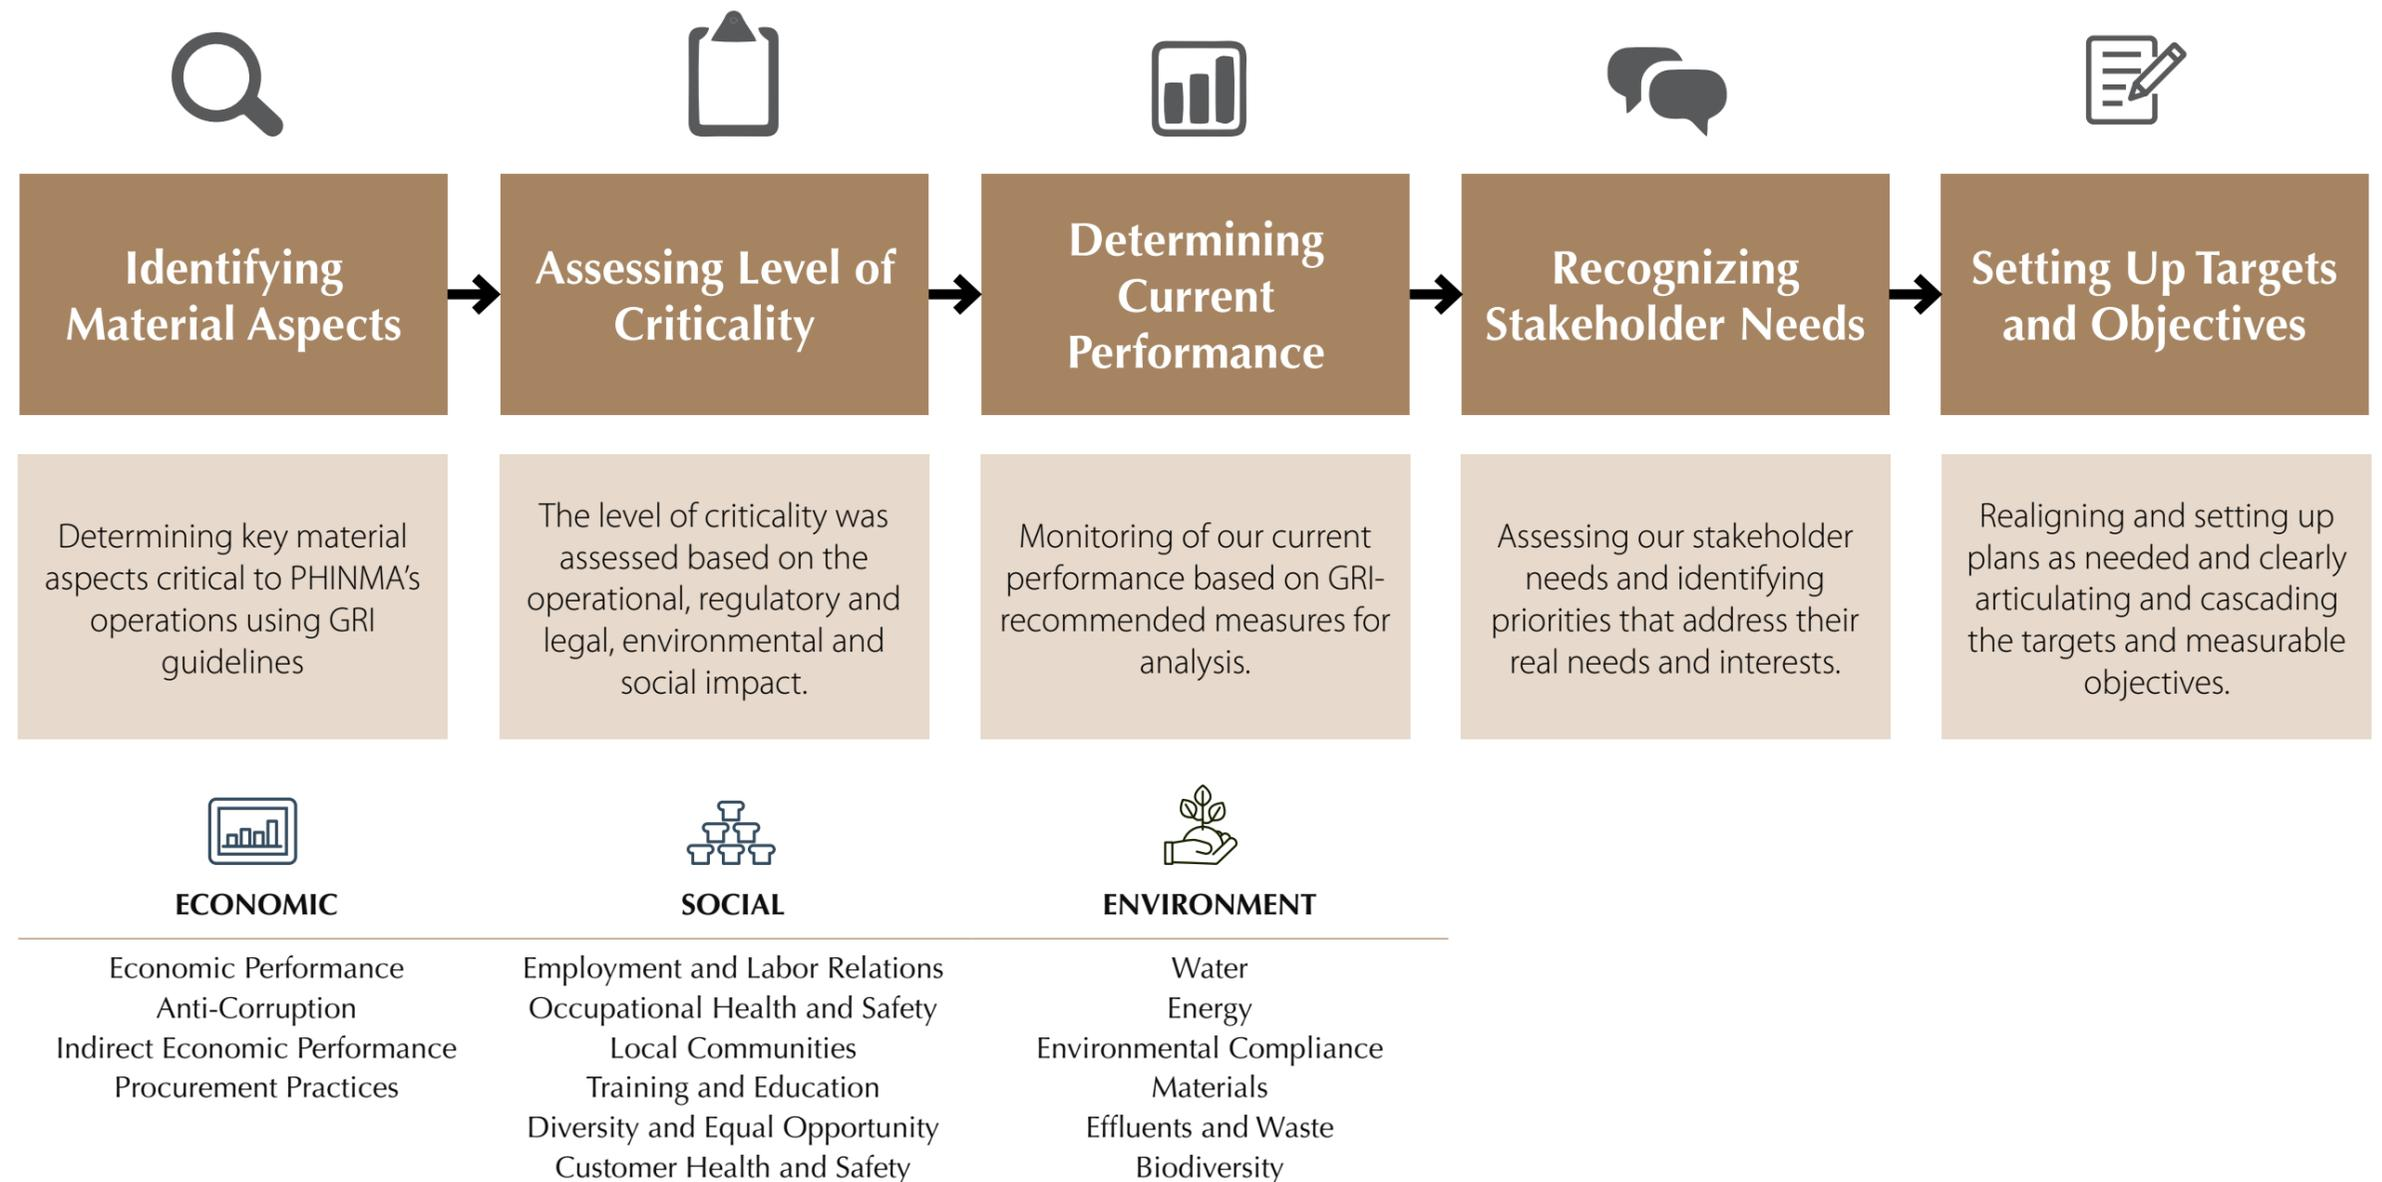 Identifying
Material Aspects
Assessing Level of
Criticality
Determining
Current
Performance
Recognizing
Stakeholder Needs
Setting Up Targets
and Objectives
Determining key material
aspects critical to PHINMA’s
operations using GRI
guidelines
The level of criticality was
assessed based on the
operational, regulatory and
legal, environmental and
social impact.
Monitoring of our current
performance based on GRI-
recommended measures for
analysis.
Assessing our stakeholder
needs and identifying
priorities that address their
real needs and interests.
Realigning and setting up
plans as needed and clearly
articulating and cascading
the targets and measurable
objectives.
ECONOMIC
Economic Performance
Anti-Corruption
Indirect Economic Performance
Procurement Practices
SOCIAL
Employment and Labor Relations
Occupational Health and Safety
Local Communities
Training and Education
Diversity and Equal Opportunity
Customer Health and Safety
ENVIRONMENT
Water
Energy
Environmental Compliance
Materials
Effluents and Waste
Biodiversity